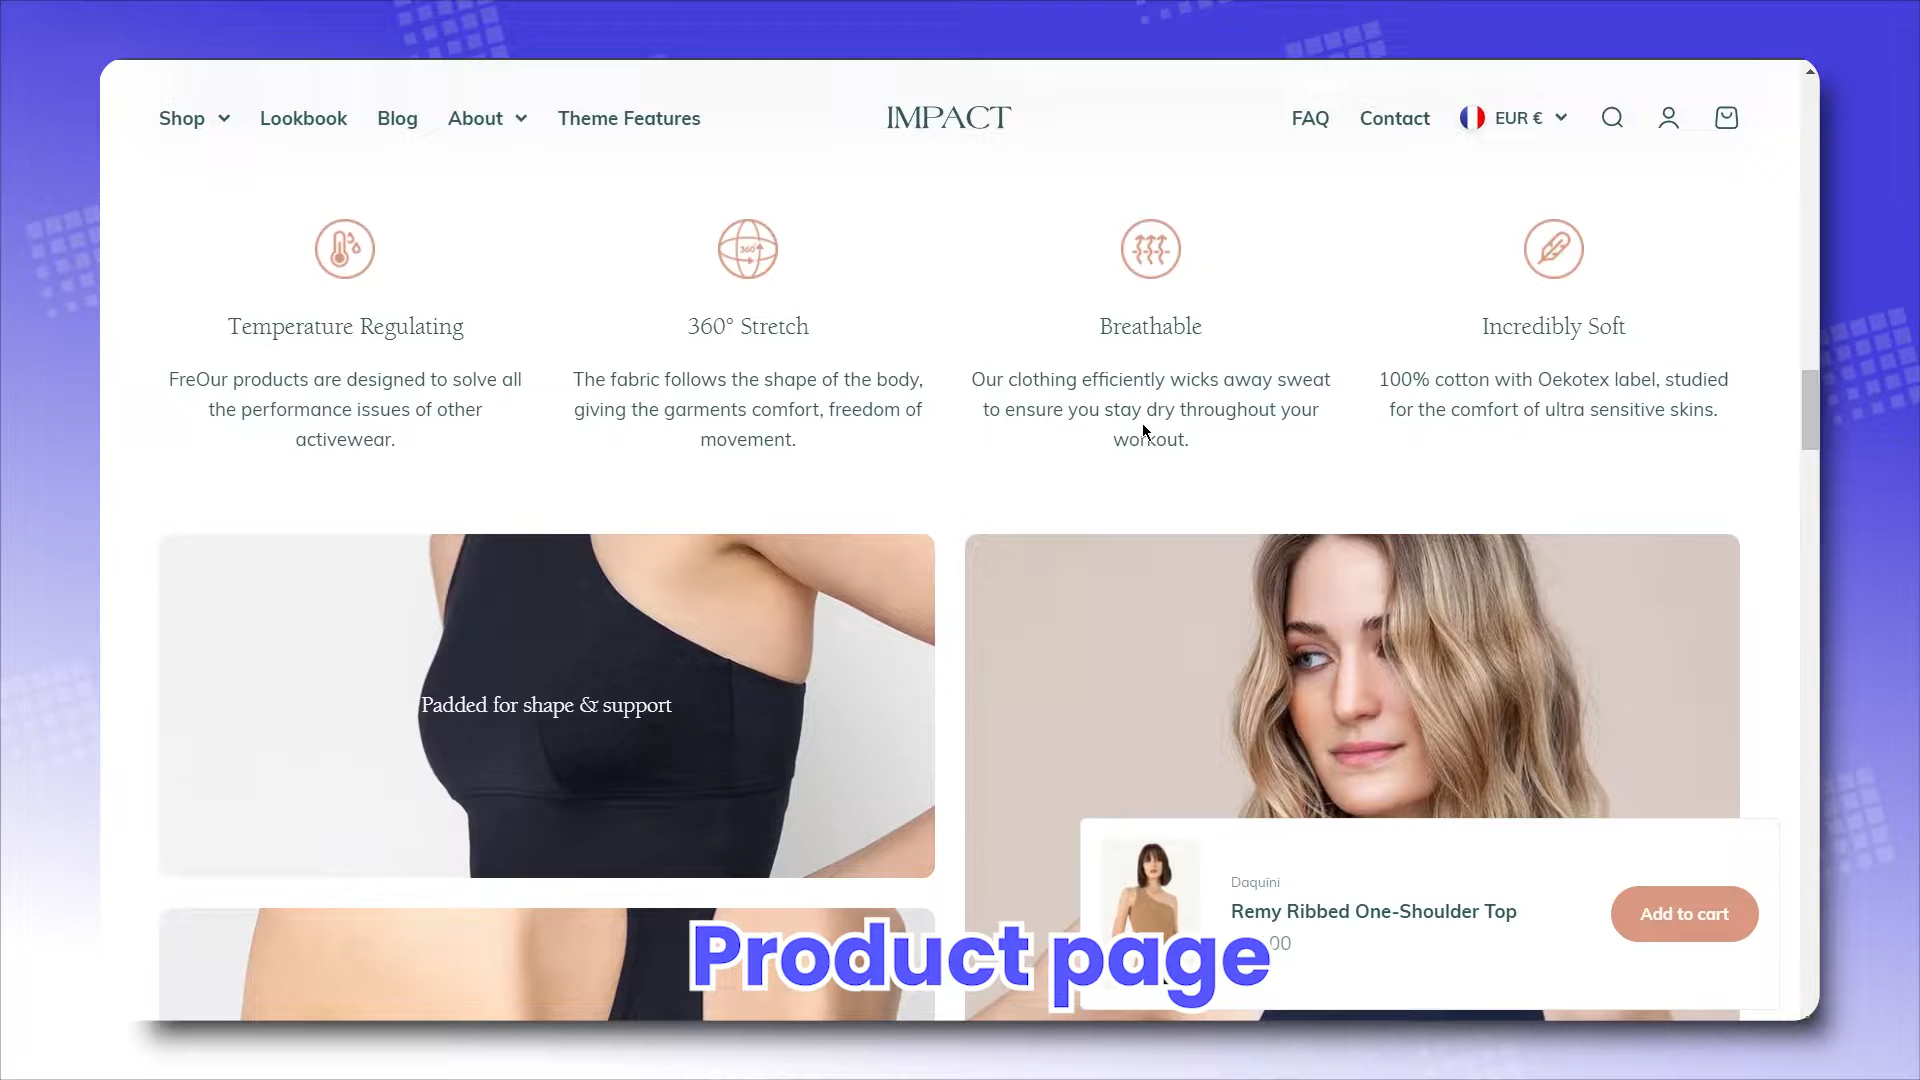 Shop Lookbook Blog About Theme Features IMPACT FAQ Contact EUR €
360°
Temperature Regulating
FreOur products are designed to solve all
the performance issues of other
activewear.
360° Stretch
The fabric follows the shape of the body,
giving the garments comfort, freedom of
movement.
Breathable
Our clothing efficiently wicks away sweat
to ensure you stay dry throughout your
workout.
Incredibly Soft
100% cotton with Oekotex label, studied
for the comfort of ultra sensitive skins.
Padded for shape & support
Daquïni
Remy Ribbed One-Shoulder Top
00
Add to cart
Product page